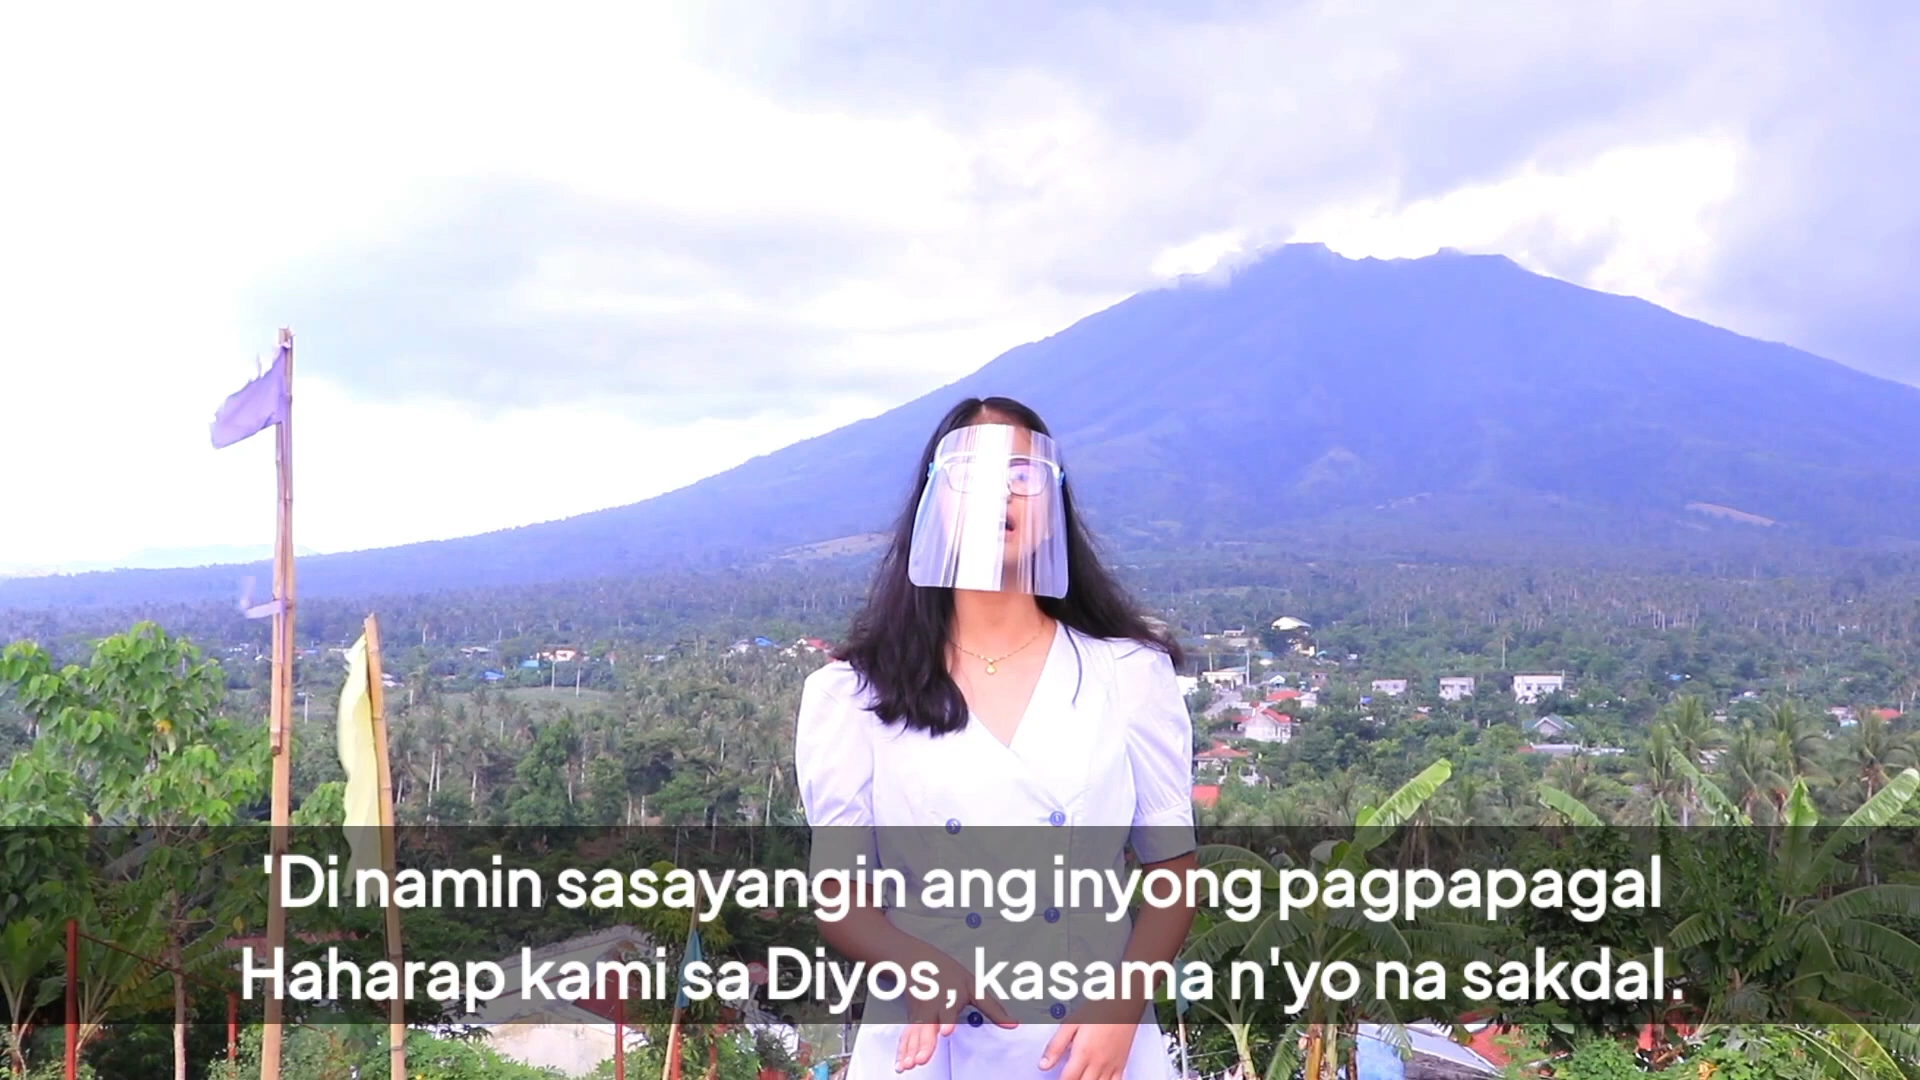 'Di namin sasayangin ang inyong pagpapagal
Haharap kami sa Diyos, kasama n'yo na sakdal.